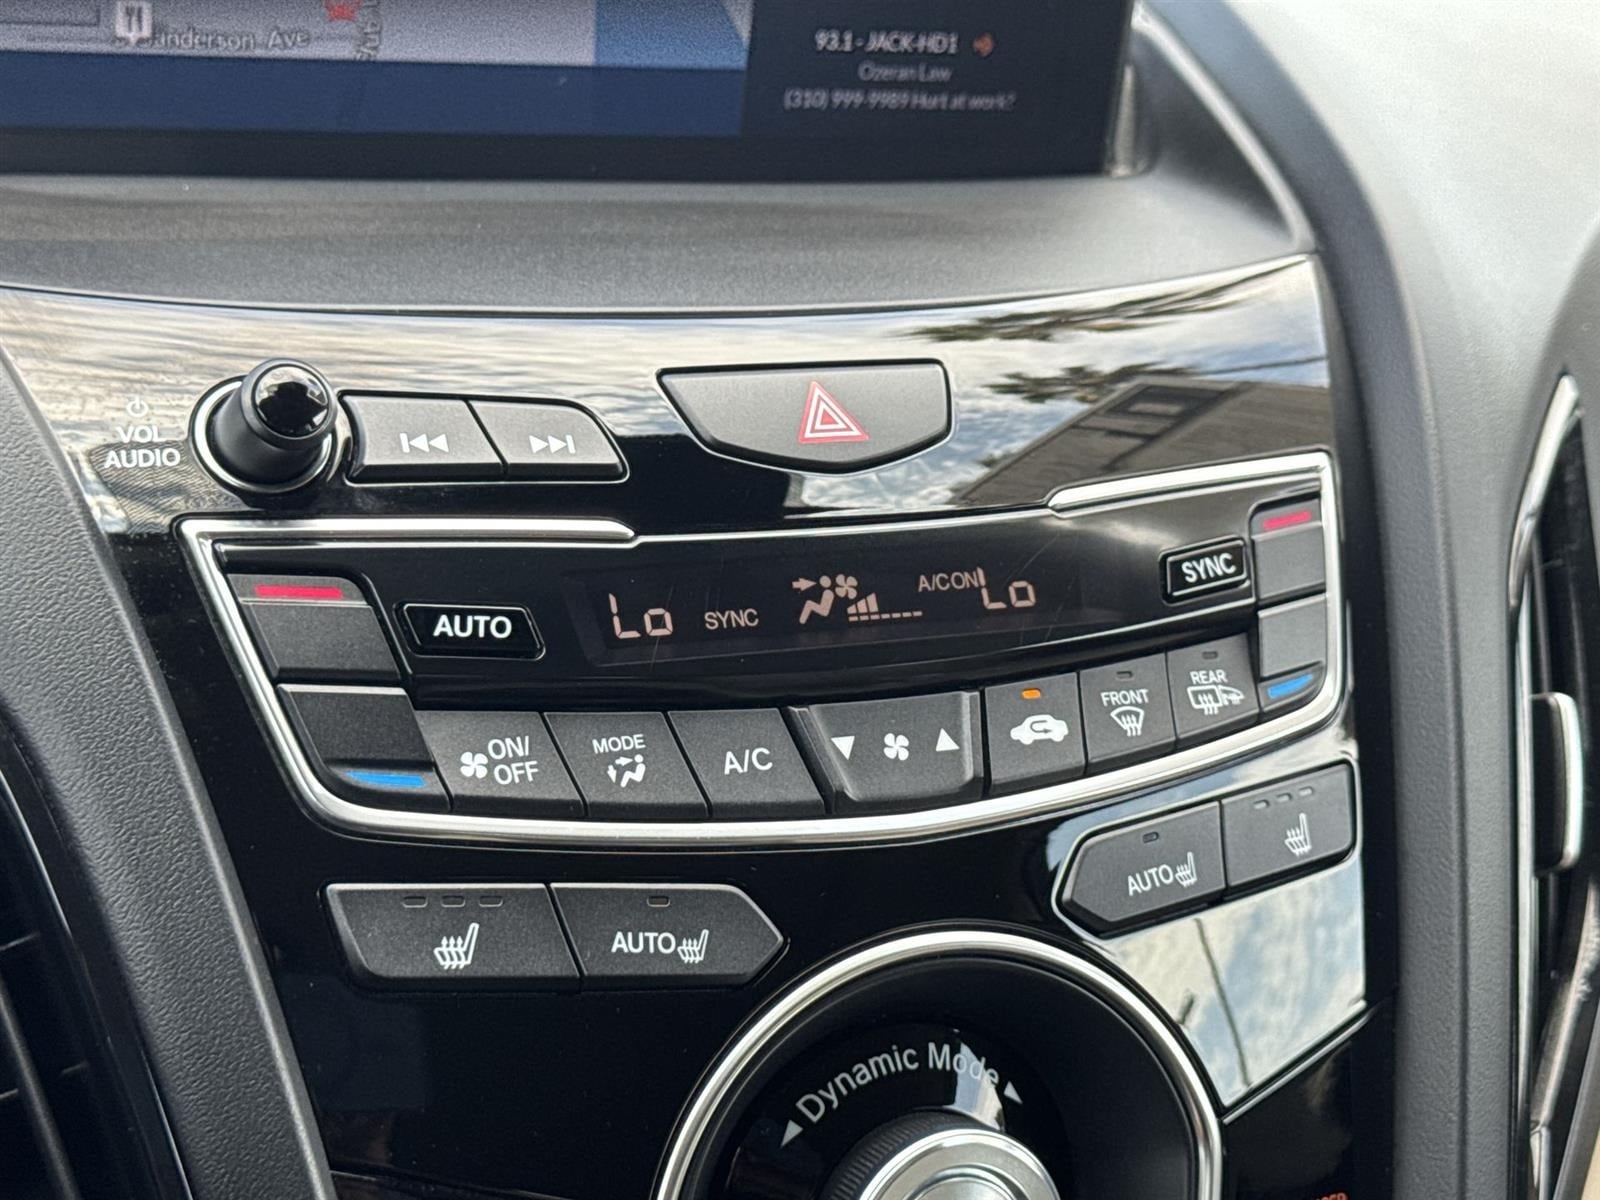 anderson Ave
93.1 - JACK-HD1
Ozeran Law
(310) 999-9989 Hurt at work?
VOL
AUDIO
AUTO
Lo
SYNC
A/C ON
Lo
SYNC
ON/
OFF
MODE
A/C
FRONT
REAR
AUTO
AUTO
Dynamic Mode